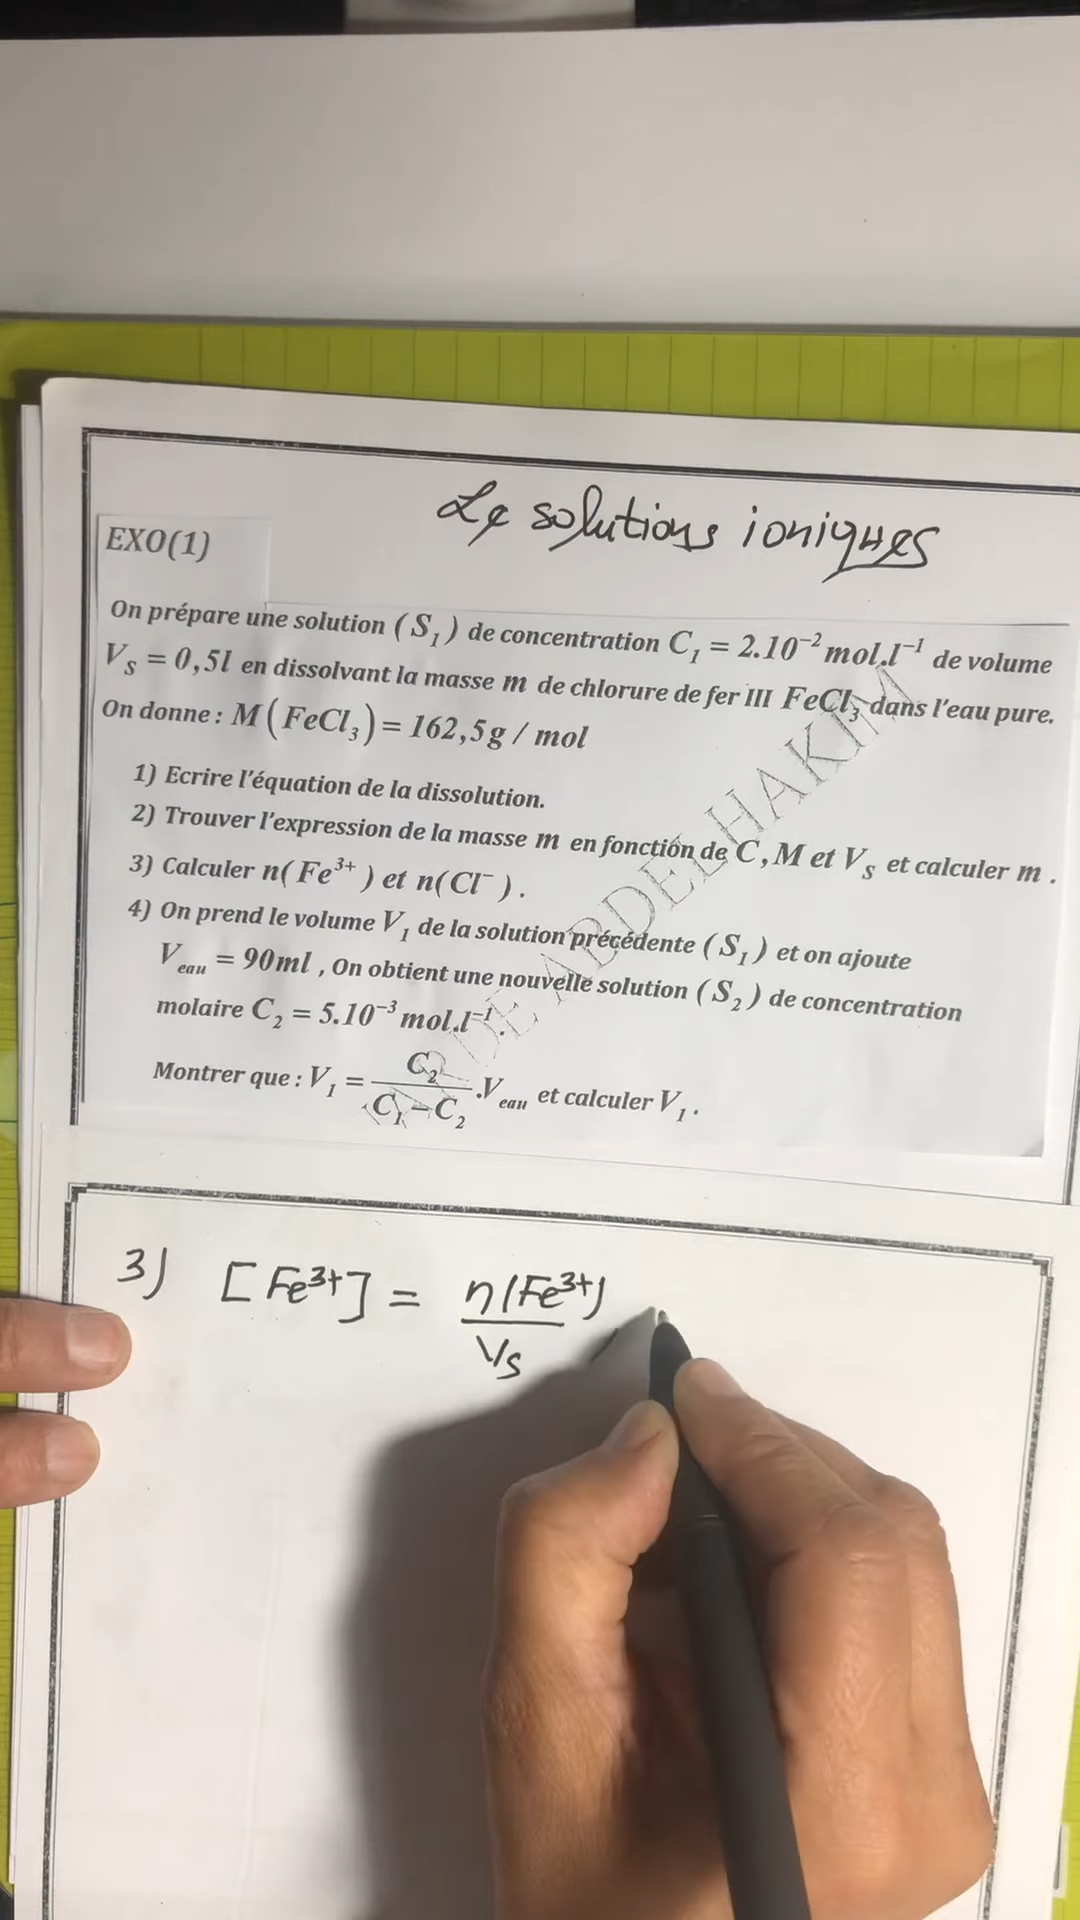 Le solutions ioniques
EXO(1)
On prépare une solution (S₁) de concentration C₁ = 2.10⁻² mol.l⁻¹ de volume
Vₛ = 0,5l en dissolvant la masse m de chlorure de fer III FeCl₃ dans l'eau pure.
On donne : M(FeCl₃) = 162,5g / mol
1) Ecrire l'équation de la dissolution.
2) Trouver l'expression de la masse m en fonction de C, M et Vₛ et calculer m .
3) Calculer n( Fe³⁺ ) et n(Cl⁻ ) .
4) On prend le volume V₁ de la solution précédente (S₁) et on ajoute
Vₑₐᵤ = 90ml , On obtient une nouvelle solution (S₂) de concentration
molaire C₂ = 5.10⁻³ mol.l⁻¹.
Montrer que : V₁ = C₂ / (C₁ − C₂) .Vₑₐᵤ et calculer V₁ .
ABDELHAKIM
3) [Fe³⁺] = n(Fe³⁺) / Vₛ